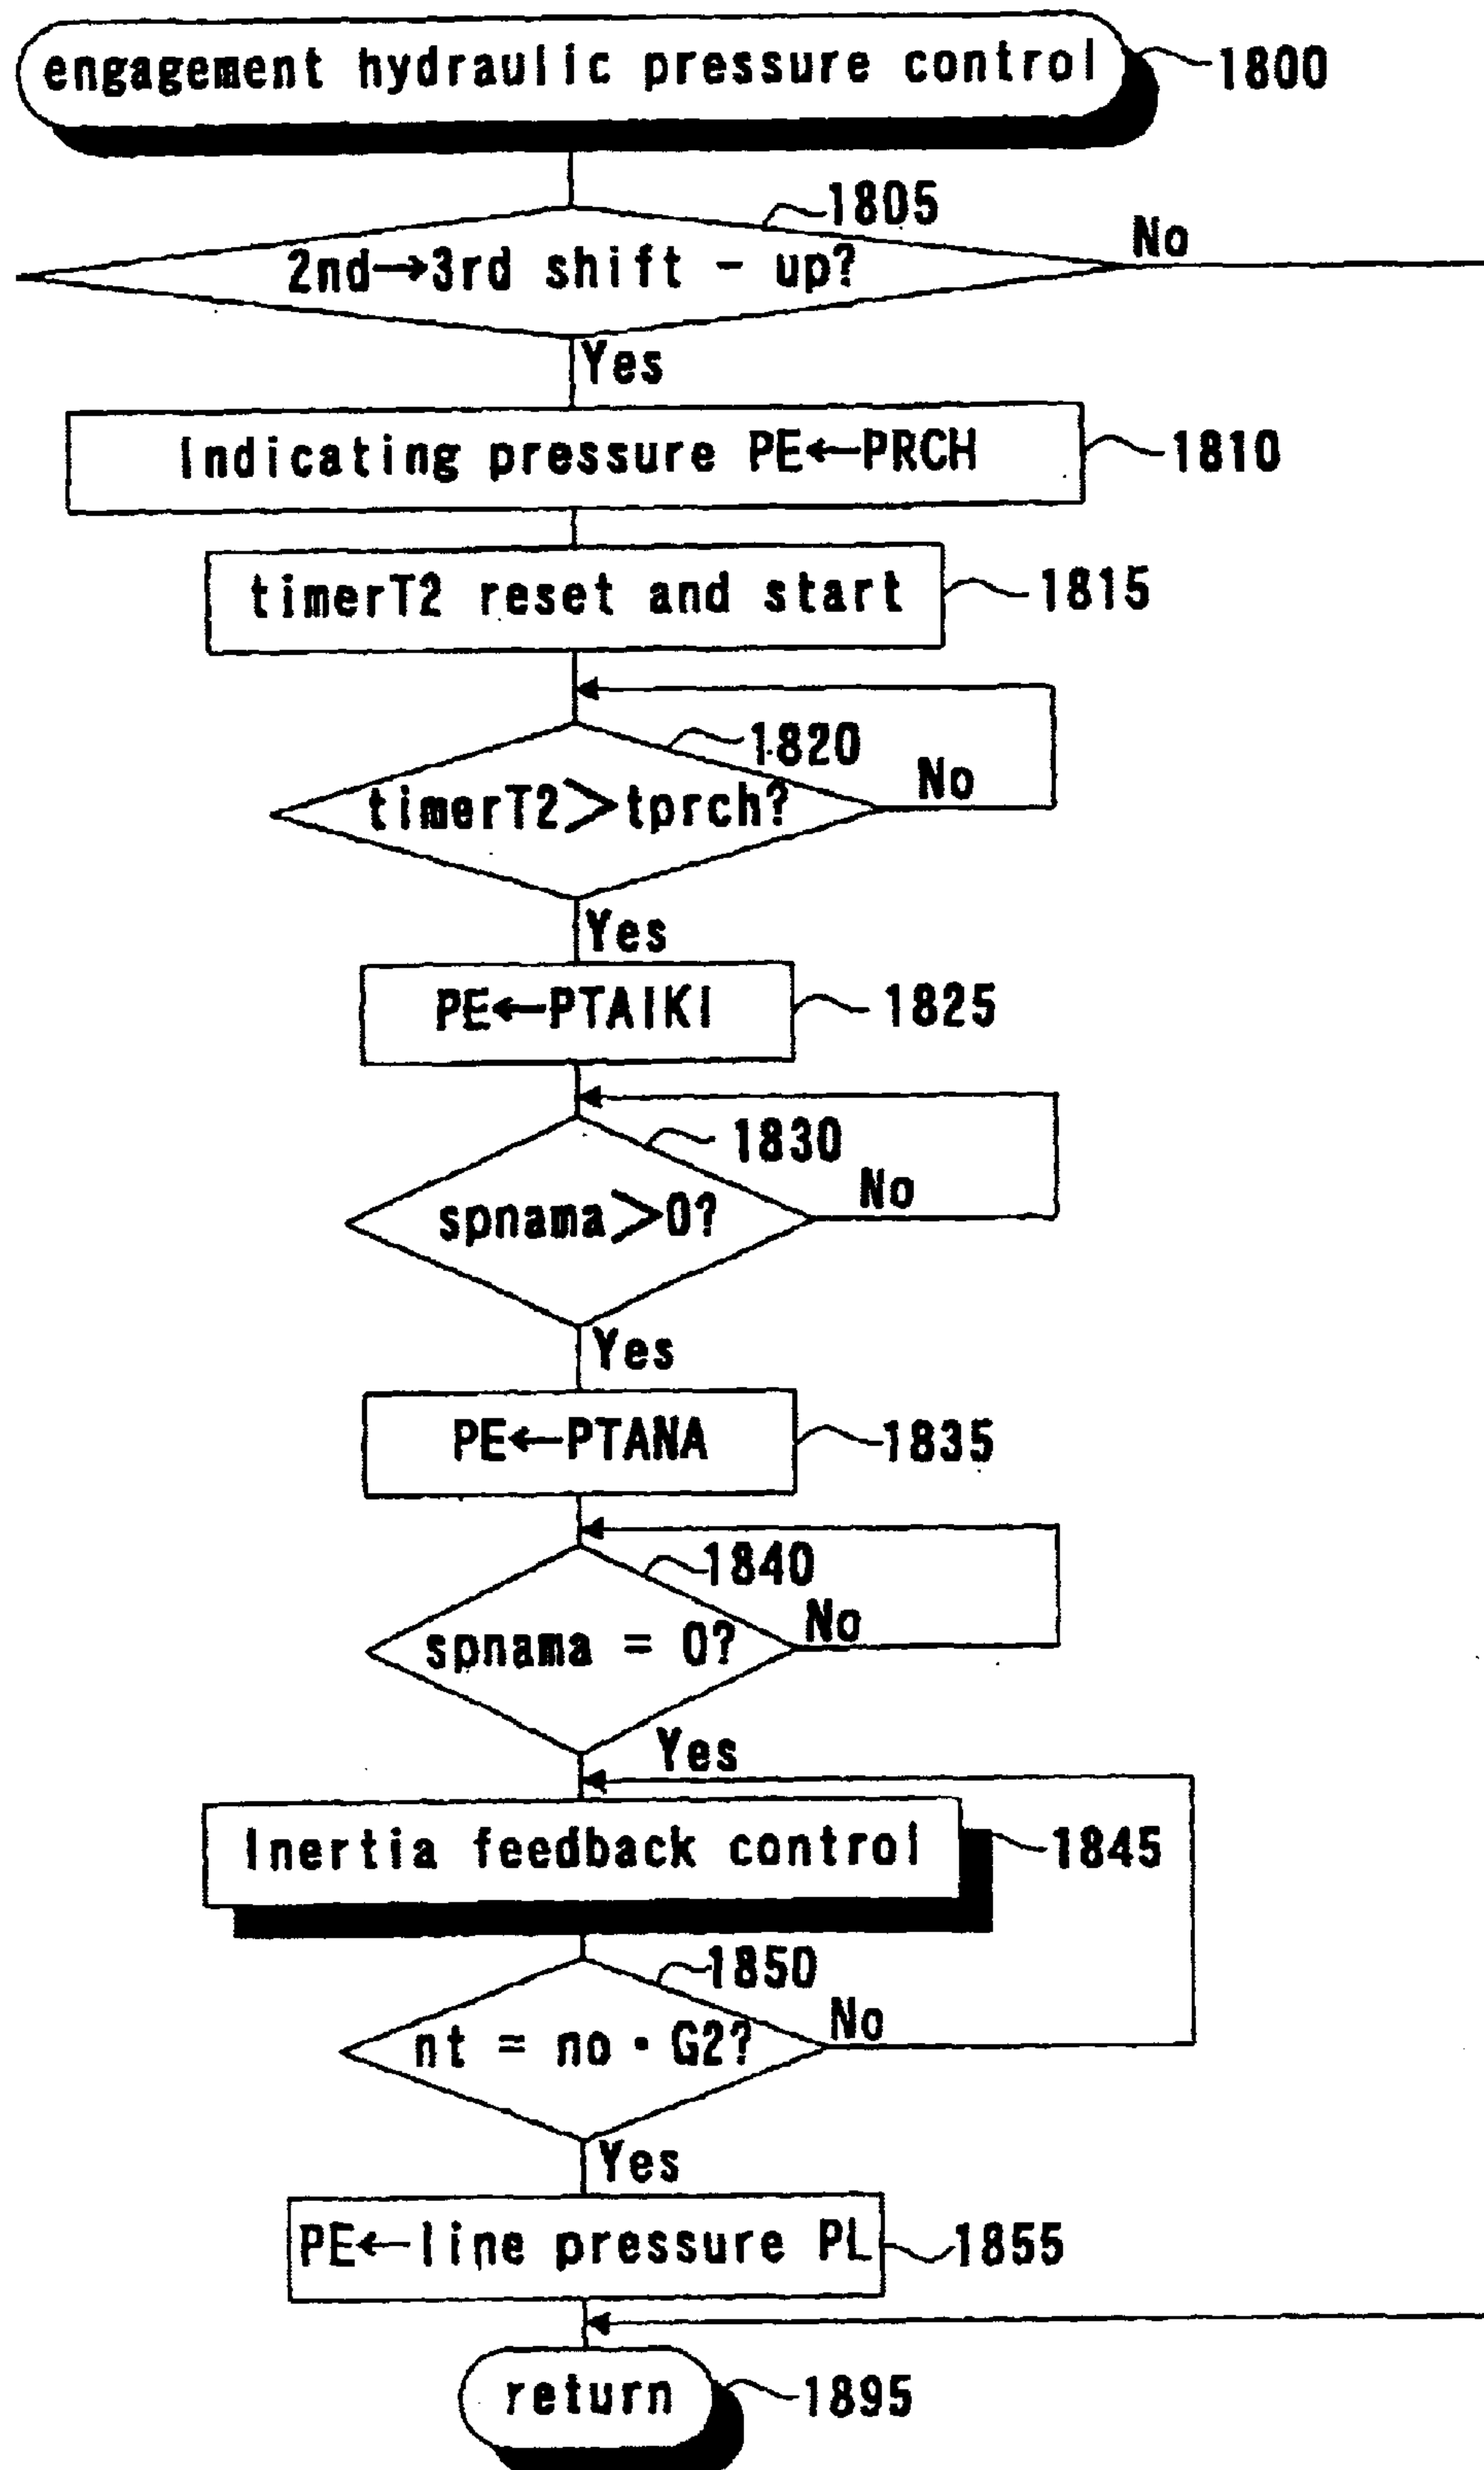 engagement hydraulic pressure control
1800
1805
2nd→3rd shift - up?
No
Yes
Indicating pressure PE←PRCH
1810
timerT2 reset and start
1815
1820
timerT2>tprch?
No
Yes
PE←PTAIKI
1825
1830
spnama>0?
No
Yes
PE←PTANA
1835
1840
spnama = 0?
No
Yes
Inertia feedback control
1845
1850
nt = no・G2?
No
Yes
PE←line pressure PL
1855
return
1895